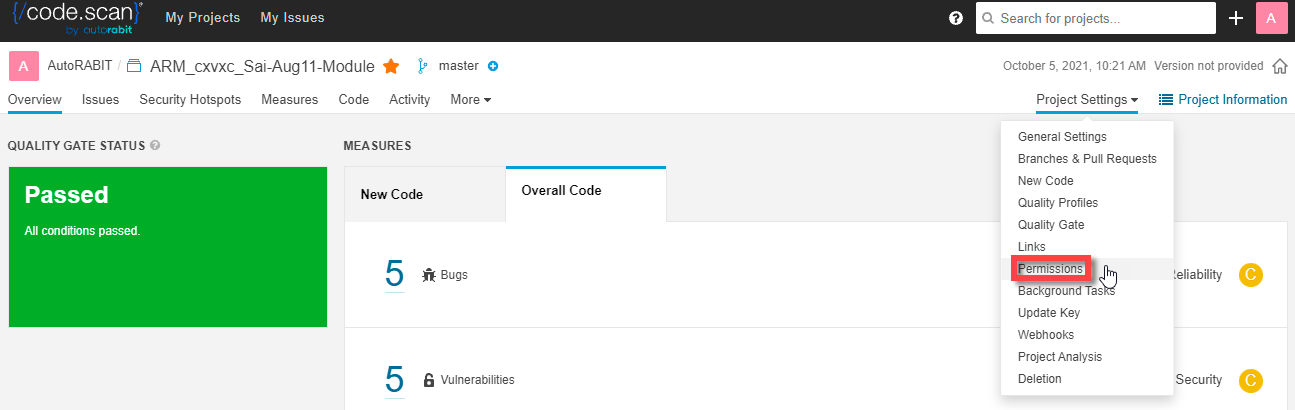 {/code.scan
by autorabit
My Projects
My Issues
Search for projects...
A
A
AutoRABIT /
ARM_cxvxc_Sai-Aug11-Module
master
October 5, 2021, 10:21 AM Version not provided
Overview
Issues
Security Hotspots
Measures
Code
Activity
More
Project Settings
Project Information
General Settings
Branches & Pull Requests
New Code
Quality Profiles
Quality Gate
Links
Permissions
Background Tasks
Update Key
Webhooks
Project Analysis
Deletion
QUALITY GATE STATUS
Passed
All conditions passed.
MEASURES
New Code
Overall Code
5 Bugs
Reliability C
5 Vulnerabilities
Security C